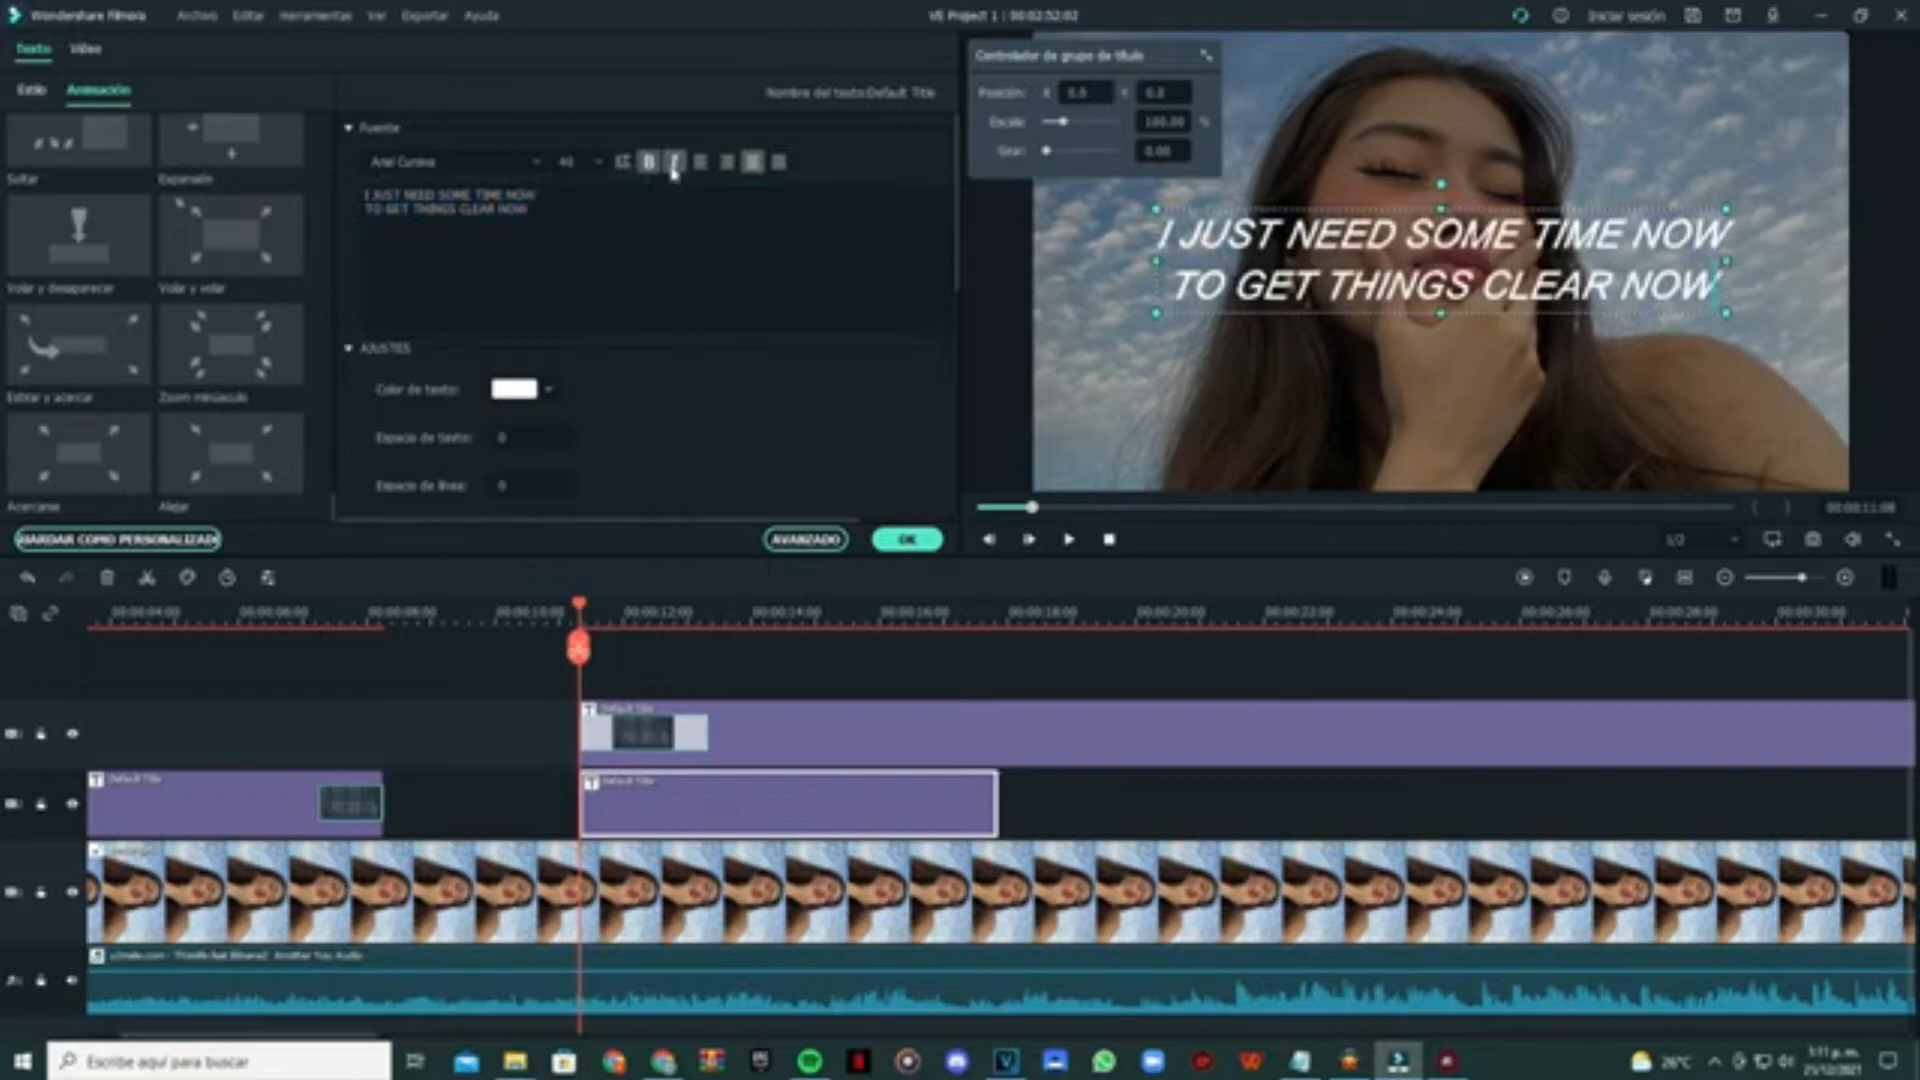 Wondershare Filmora
Archivo Editar Herramientas Ver Exportar Ayuda
VE Project 1 : 00:02:52:02
Iniciar sesión
Texto Video
Estilo Animación
Nombre del texto:Default Title
Soltar Expansión
Volar y desaparecer Volar y volar
Entrar y acercar Zoom minúsculo
Acercarse Alejar
Fuente
Arial Cursiva 40
B I
I JUST NEED SOME TIME NOW
TO GET THINGS CLEAR NOW
AJUSTES
Color de texto:
Espacio de texto: 0
Espacio de línea: 0
AVANZADO OK
Controlador de grupo de título
Posición: X 0.0 Y 0.0
Escala: 100.00 %
Girar: 0.00
I JUST NEED SOME TIME NOW
TO GET THINGS CLEAR NOW
1/2
00:00:11:08
00:00:04:00 00:00:06:00 00:00:08:00 00:00:10:00 00:00:12:00 00:00:14:00 00:00:16:00 00:00:18:00 00:00:20:00 00:00:22:00 00:00:24:00 00:00:26:00 00:00:28:00 00:00:30:00
Default Title
Default Title Default Title
Another You Audio
Escribe aquí para buscar
26°C
1:11 p. m.
21/12/2021